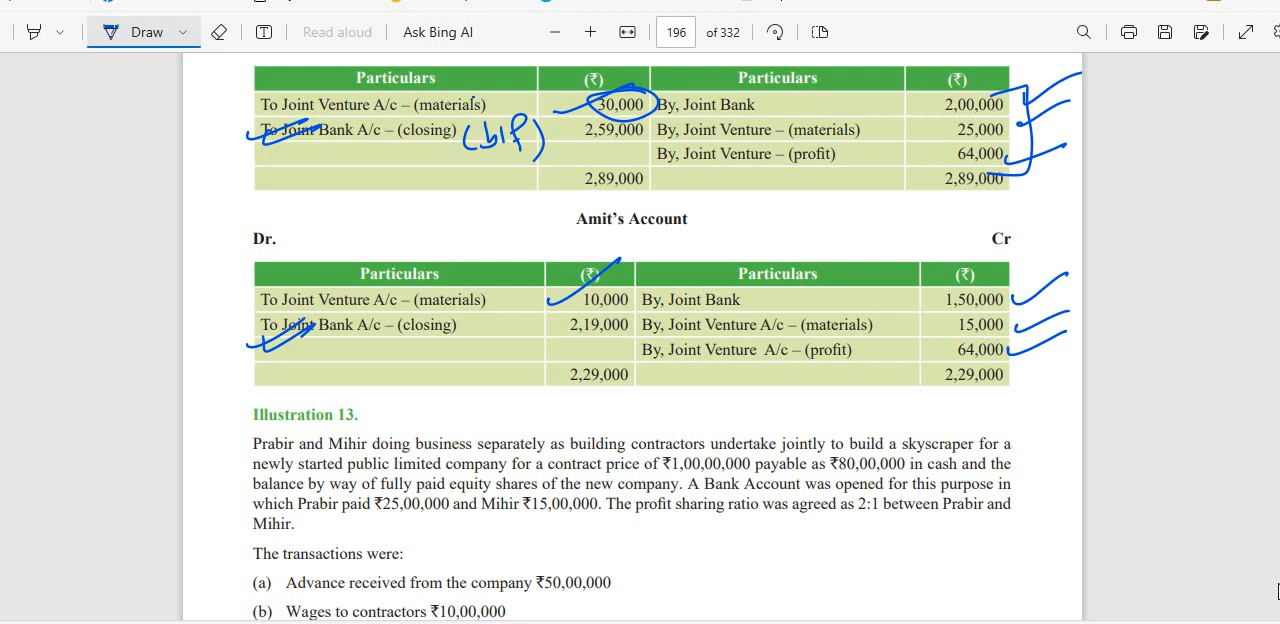 Draw Read aloud Ask Bing AI 196 of 332
Particulars (₹) Particulars (₹)
To Joint Venture A/c – (materials) 30,000 By, Joint Bank 2,00,000
To Joint Bank A/c – (closing) (b/f) 2,59,000 By, Joint Venture – (materials) 25,000
By, Joint Venture – (profit) 64,000
2,89,000 2,89,000
Amit's Account
Dr. Cr
Particulars (₹) Particulars (₹)
To Joint Venture A/c – (materials) 10,000 By, Joint Bank 1,50,000
To Joint Bank A/c – (closing) 2,19,000 By, Joint Venture A/c – (materials) 15,000
By, Joint Venture A/c – (profit) 64,000
2,29,000 2,29,000
Illustration 13.
Prabir and Mihir doing business separately as building contractors undertake jointly to build a skyscraper for a
newly started public limited company for a contract price of ₹1,00,00,000 payable as ₹80,00,000 in cash and the
balance by way of fully paid equity shares of the new company. A Bank Account was opened for this purpose in
which Prabir paid ₹25,00,000 and Mihir ₹15,00,000. The profit sharing ratio was agreed as 2:1 between Prabir and
Mihir.
The transactions were:
(a) Advance received from the company ₹50,00,000
(b) Wages to contractors ₹10,00,000